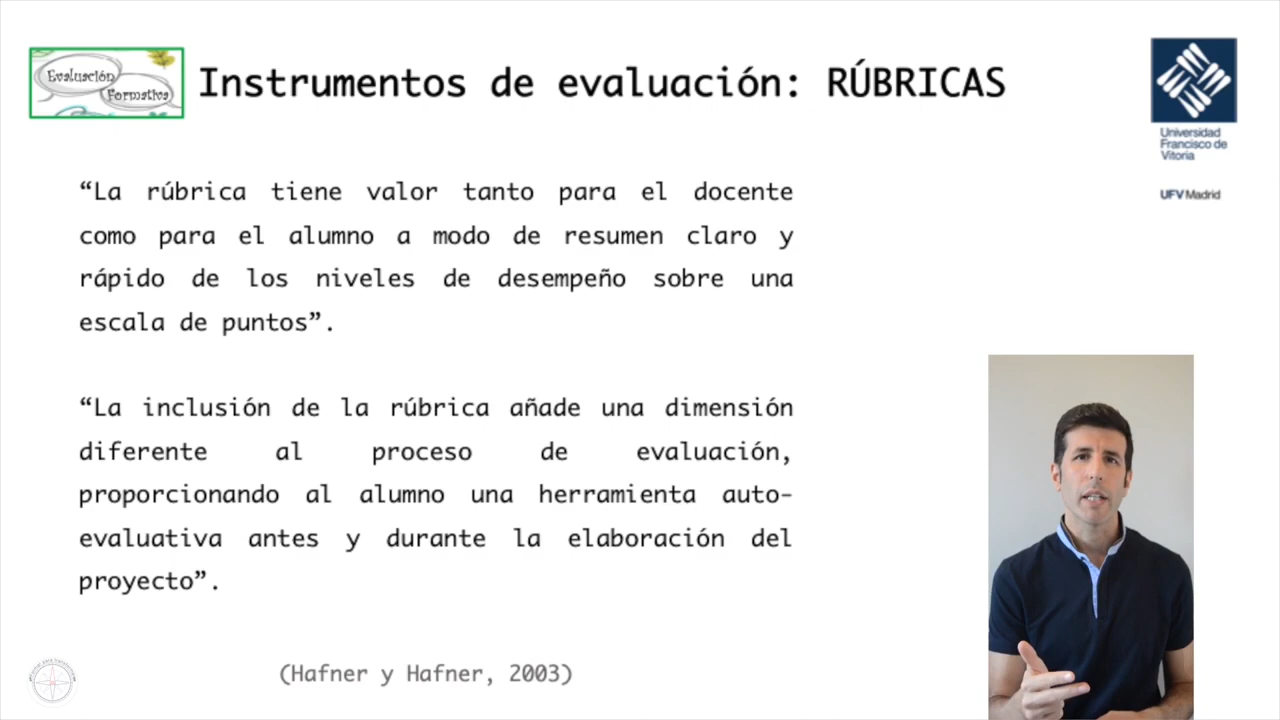 Evaluación
Formativa
Instrumentos de evaluación: RÚBRICAS
Universidad
Francisco de
Vitoria
UFV Madrid
“La rúbrica tiene valor tanto para el docente
como para el alumno a modo de resumen claro y
rápido de los niveles de desempeño sobre una
escala de puntos”.
“La inclusión de la rúbrica añade una dimensión
diferente al proceso de evaluación,
proporcionando al alumno una herramienta auto-
evaluativa antes y durante la elaboración del
proyecto”.
(Hafner y Hafner, 2003)